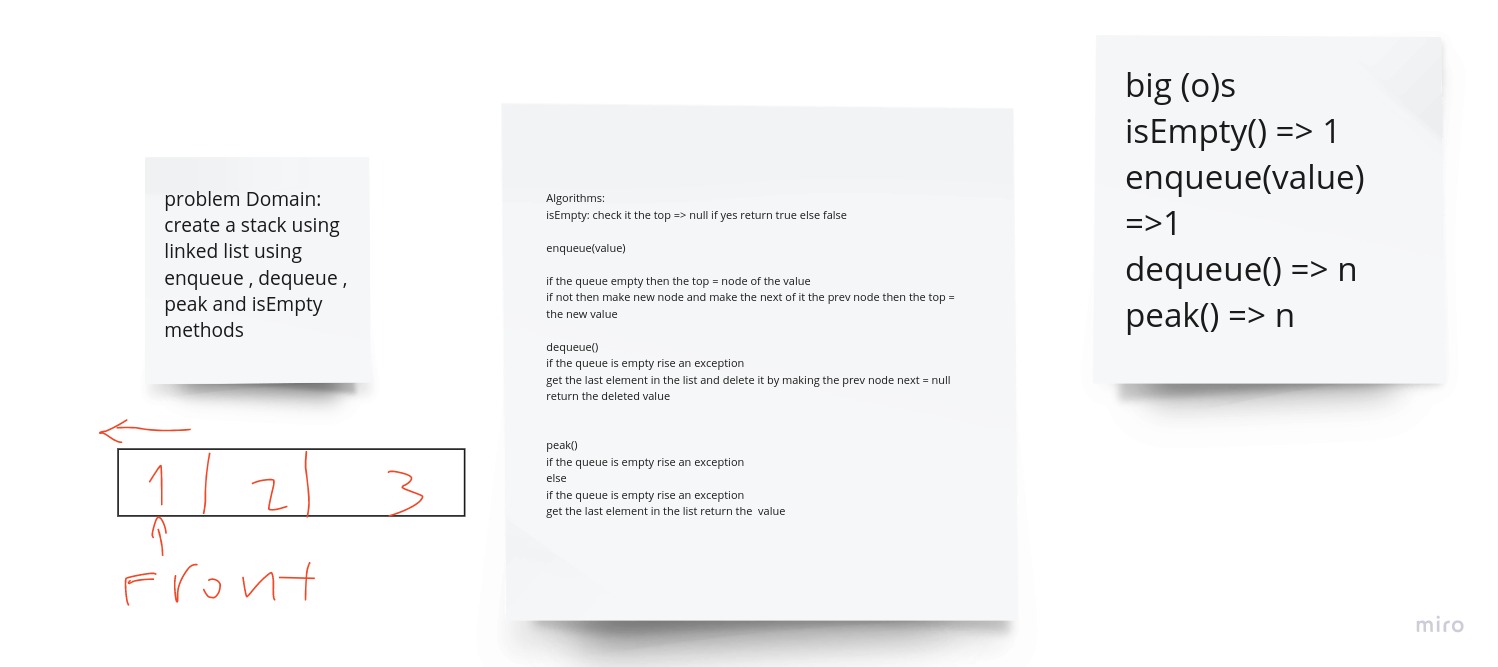 problem Domain:
create a stack using
linked list using
enqueue , dequeue ,
peak and isEmpty
methods
1 2 3
Front
Algorithms:
isEmpty: check it the top => null if yes return true else false
enqueue(value)
if the queue empty then the top = node of the value
if not then make new node and make the next of it the prev node then the top =
the new value
dequeue()
if the queue is empty rise an exception
get the last element in the list and delete it by making the prev node next = null
return the deleted value
peak()
if the queue is empty rise an exception
else
if the queue is empty rise an exception
get the last element in the list return the  value
big (o)s
isEmpty() => 1
enqueue(value)
=>1
dequeue() => n
peak() => n
miro